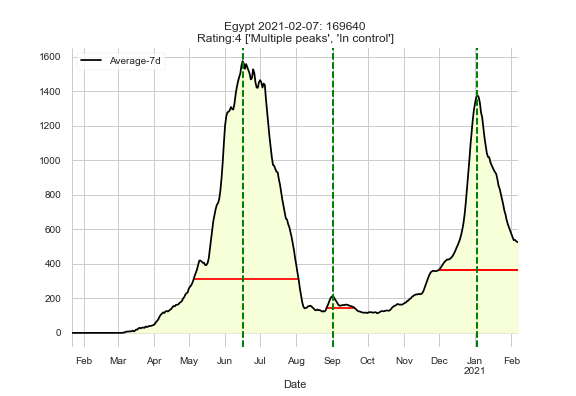 Egypt 2021-02-07: 169640
Rating:4 ['Multiple peaks', 'In control']
Average-7d
1600
1400
1200
1000
800
600
400
200
0
Feb Mar Apr May Jun Jul Aug Sep Oct Nov Dec Jan Feb
2021
Date